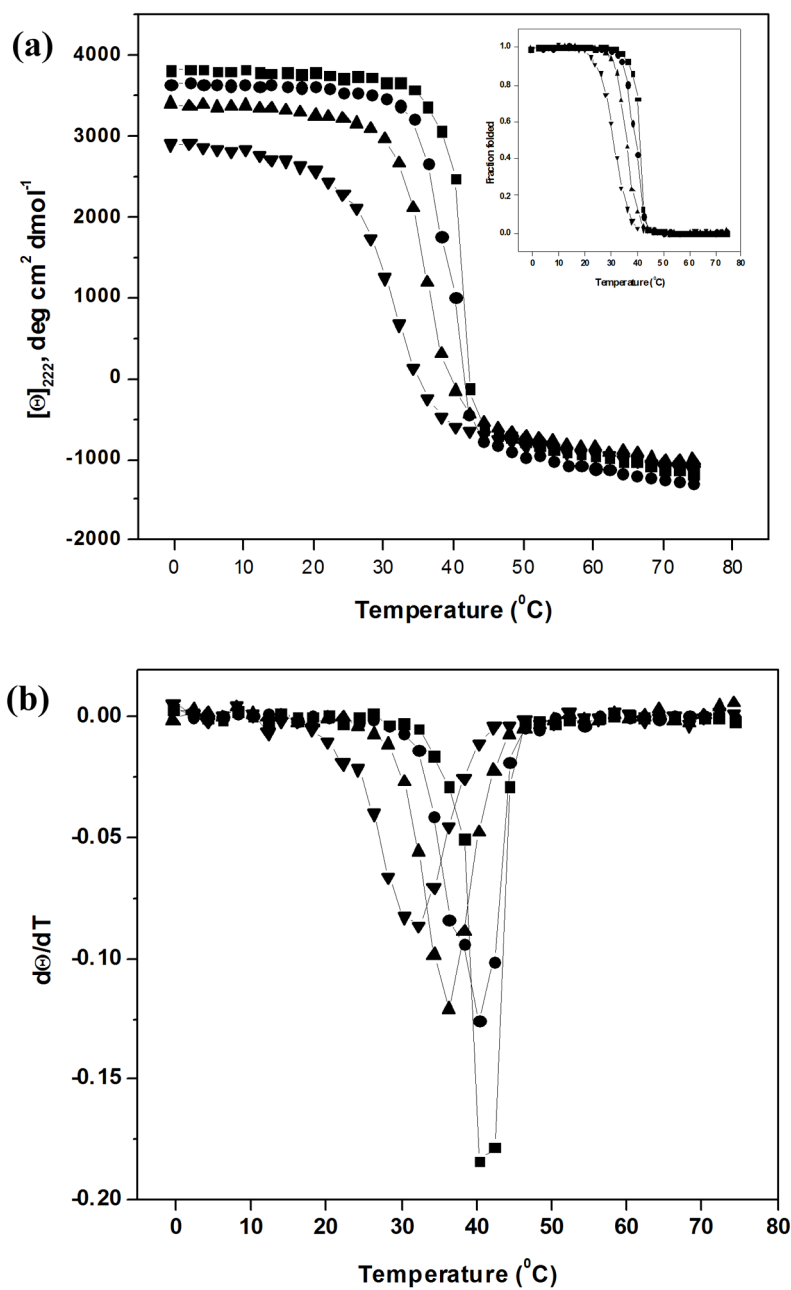 (a)
4000
3000
2000
1000
0
-1000
-2000
[Θ]222, deg cm2 dmol-1
0 10 20 30 40 50 60 70 80
Temperature (0C)
1.0
0.8
0.6
0.4
0.2
0.0
Fraction folded
0 10 20 30 40 50 60 70 80
Temperature (0C)
(b)
0.00
-0.05
-0.10
-0.15
-0.20
dΘ/dT
0 10 20 30 40 50 60 70 80
Temperature (0C)